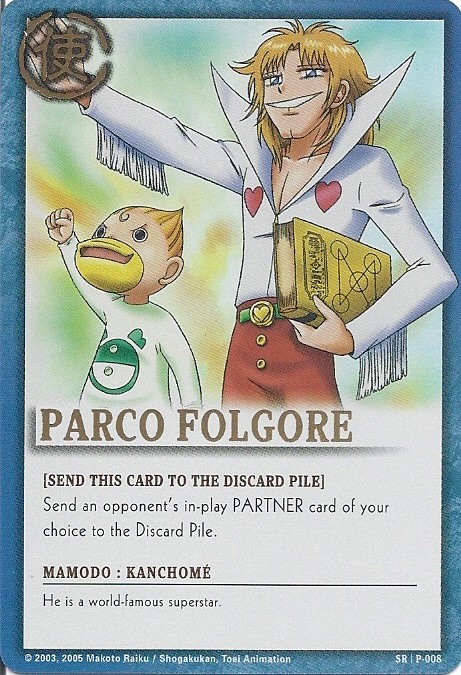 使
PARCO FOLGORE
[SEND THIS CARD TO THE DISCARD PILE]
Send an opponent's in-play PARTNER card of your
choice to the Discard Pile.
MAMODO : KANCHOMÉ
He is a world-famous superstar.
© 2003, 2005 Makoto Raiku / Shogakukan, Toei Animation
SR | P-008